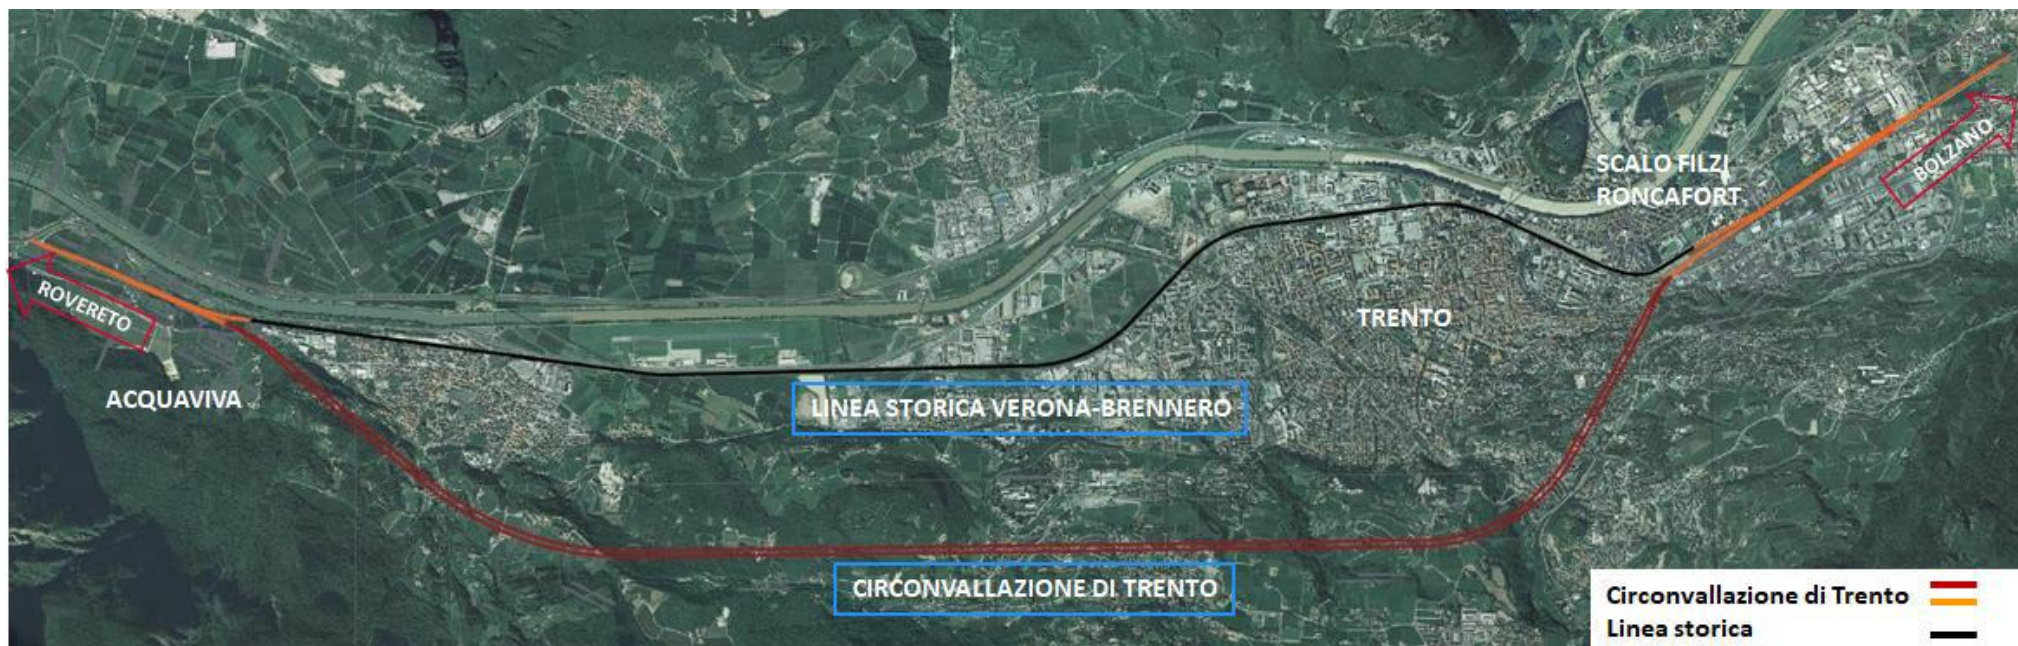 SCALO FILZI
RONCAFORT
BOLZANO
ROVERETO
TRENTO
ACQUAVIVA
LINEA STORICA VERONA-BRENNERO
CIRCONVALLAZIONE DI TRENTO
Circonvallazione di Trento
Linea storica